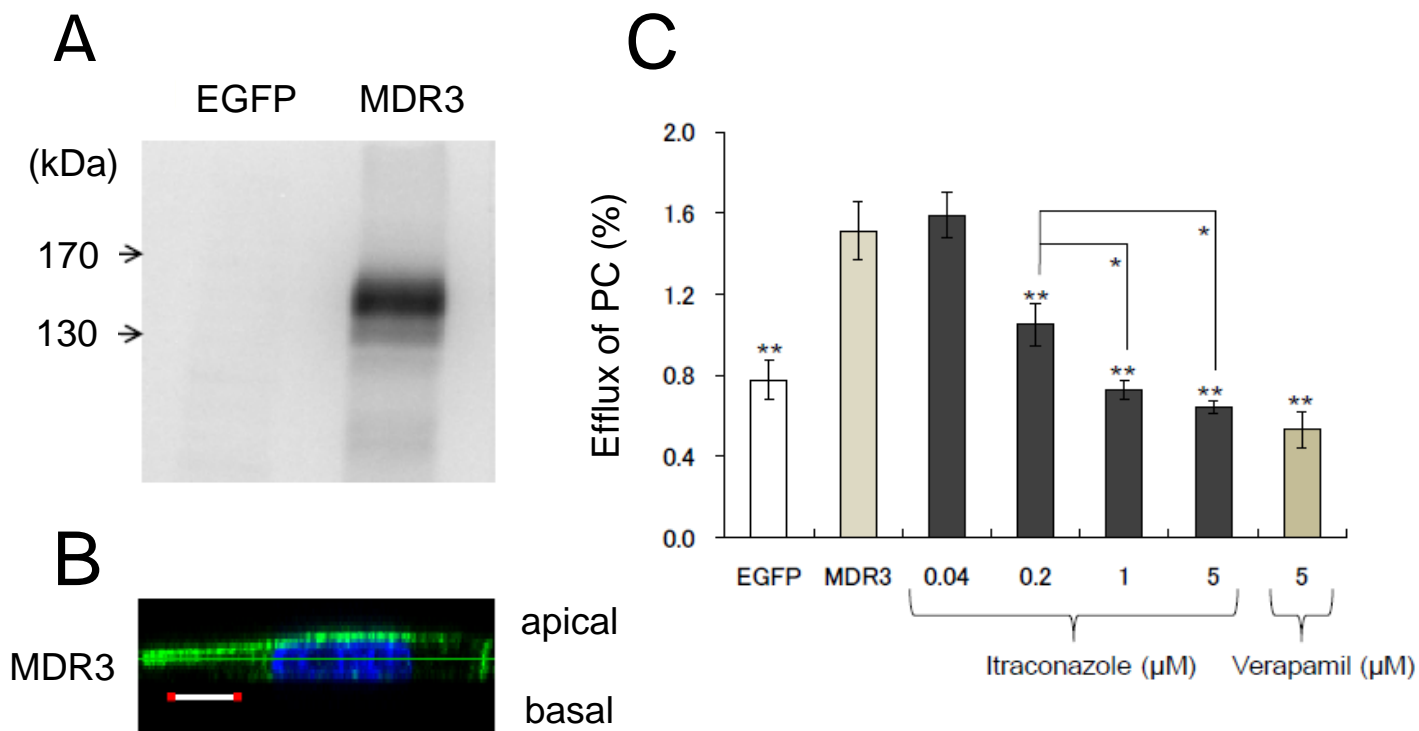 A
EGFP MDR3
(kDa)
170
130
B
MDR3
apical
basal
C
Efflux of PC (%)
2.0
1.6
1.2
0.8
0.4
0.0
**
**
**
**
**
*
*
EGFP MDR3 0.04 0.2 1 5 5
Itraconazole (μM) Verapamil (μM)